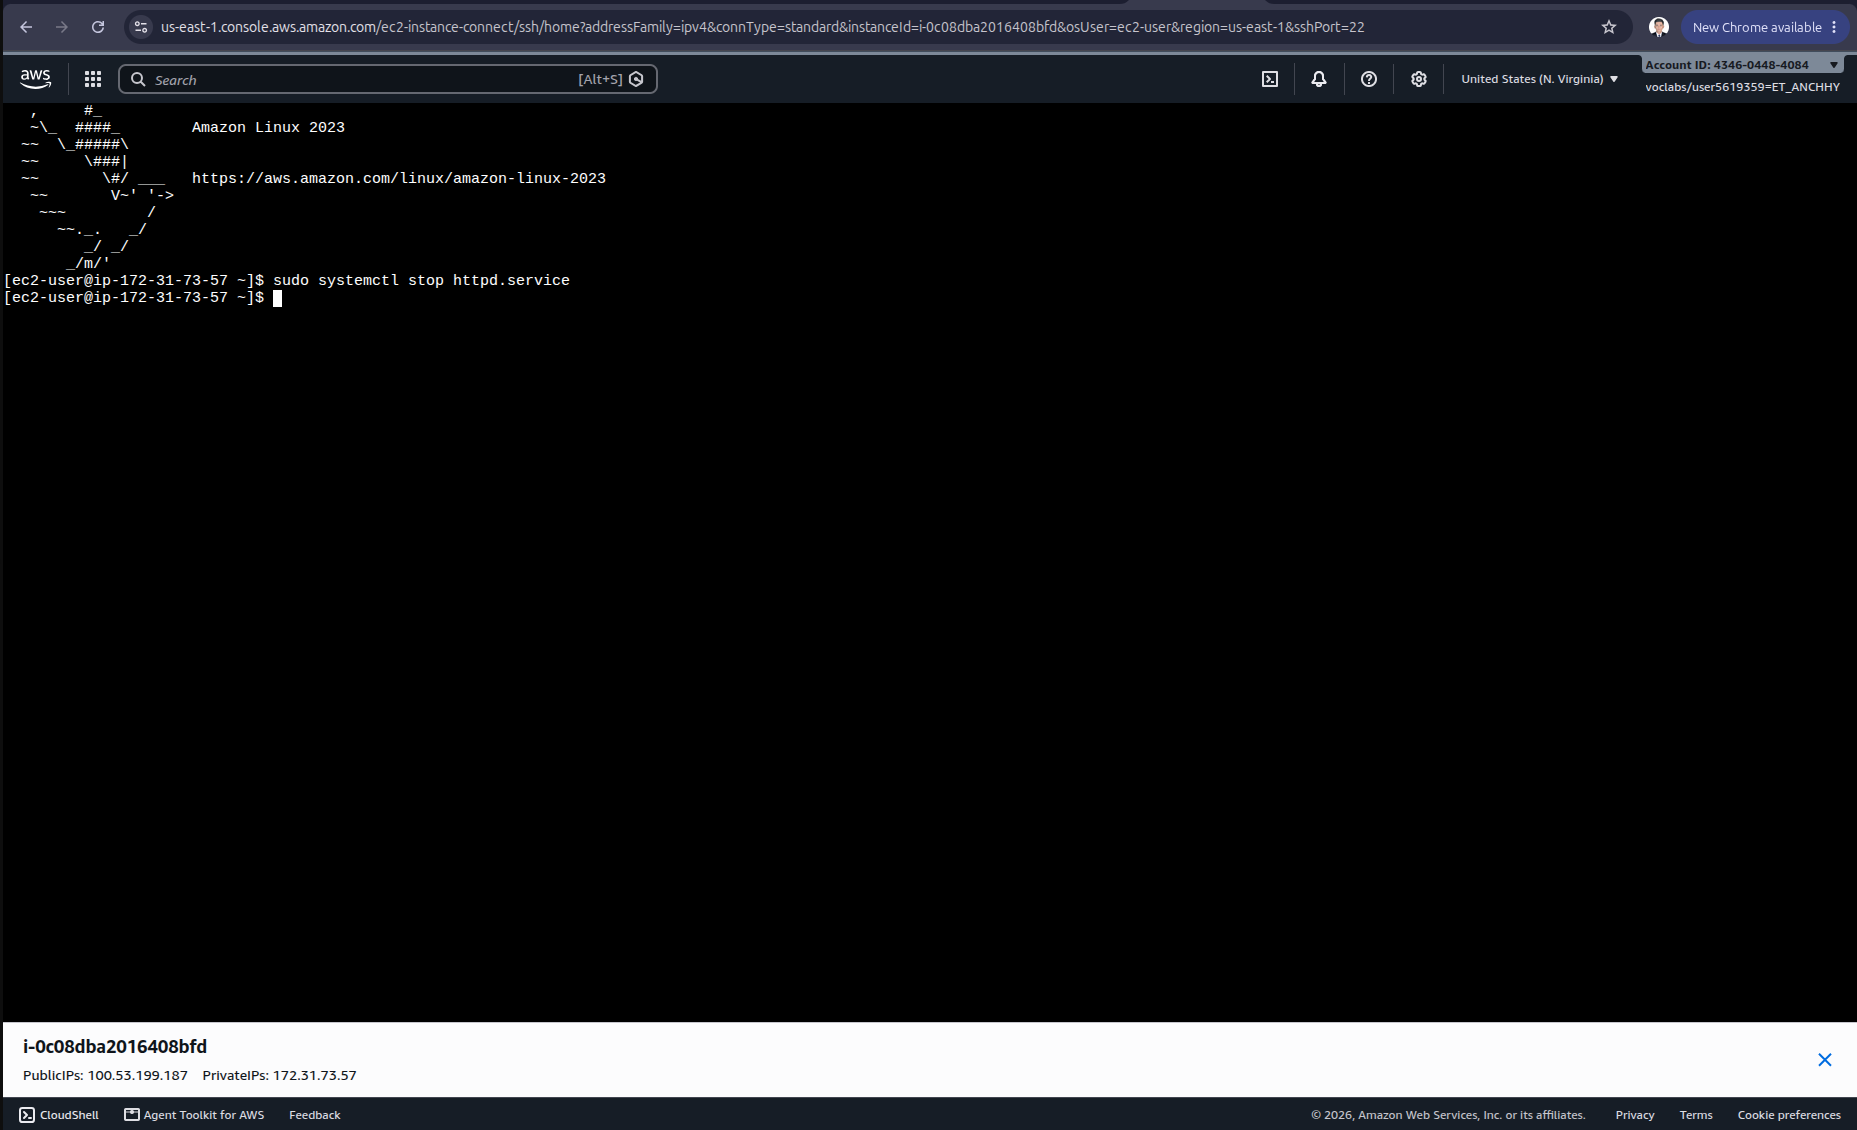 us-east-1.console.aws.amazon.com/ec2-instance-connect/ssh/home?addressFamily=ipv4&connType=standard&instanceId=i-0c08dba2016408bfd&osUser=ec2-user&region=us-east-1&sshPort=22
New Chrome available
aws
Search [Alt+S]
United States (N. Virginia)
Account ID: 4346-0448-4084
voclabs/user5619359=ET_ANCHHY
   ,     #_
   ~\_  ####_        Amazon Linux 2023
  ~~  \_#####\
  ~~     \###|
  ~~       \#/ ___   https://aws.amazon.com/linux/amazon-linux-2023
   ~~       V~' '->
    ~~~         /
      ~~._.   _/
         _/ _/
       _/m/'
[ec2-user@ip-172-31-73-57 ~]$ sudo systemctl stop httpd.service
[ec2-user@ip-172-31-73-57 ~]$
i-0c08dba2016408bfd
PublicIPs: 100.53.199.187 PrivateIPs: 172.31.73.57
CloudShell Agent Toolkit for AWS Feedback © 2026, Amazon Web Services, Inc. or its affiliates. Privacy Terms Cookie preferences